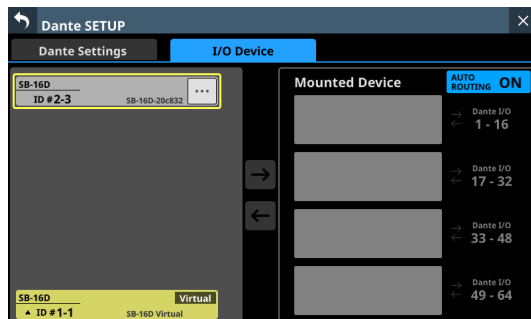 Dante SETUP
Dante Settings
I/O Device
SB-16D
ID #2-3
SB-16D-20c832
...
SB-16D
Virtual
ID #1-1
SB-16D Virtual
Mounted Device
AUTO ROUTING ON
Dante I/O
1 - 16
Dante I/O
17 - 32
Dante I/O
33 - 48
Dante I/O
49 - 64